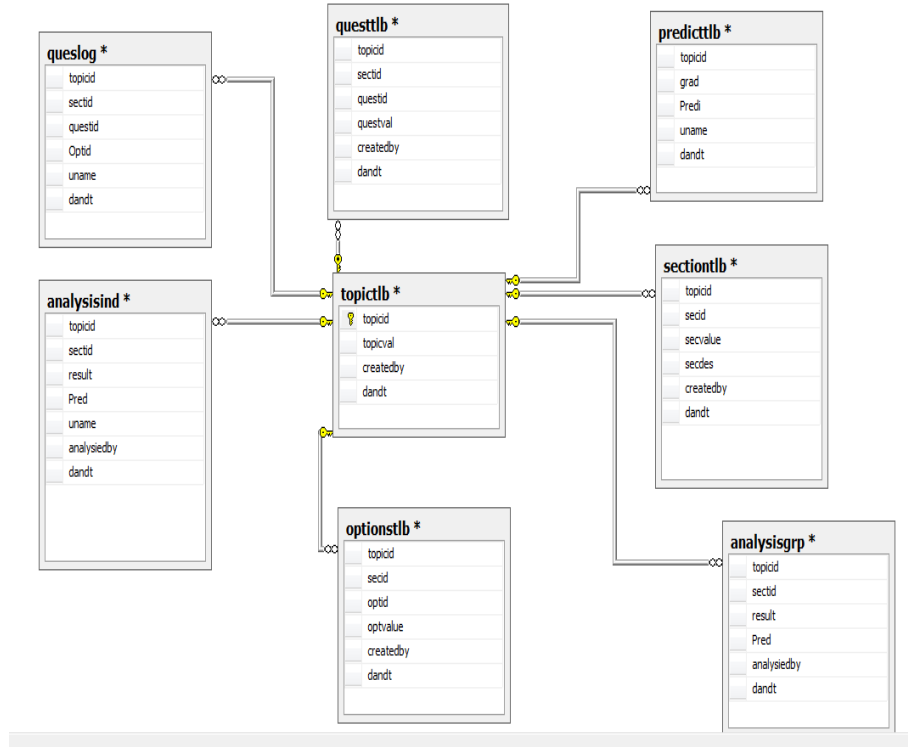 queslog *
topicid
sectid
questid
Optid
uname
dandt
questtlb *
topicid
sectid
questid
questval
createdby
dandt
predicttlb *
topicid
grad
Predi
uname
dandt
analysisind *
topicid
sectid
result
Pred
uname
analysiedby
dandt
topictlb *
topicid
topicval
createdby
dandt
sectiontlb *
topicid
secid
secvalue
secdes
createdby
dandt
optionstlb *
topicid
secid
optid
optvalue
createdby
dandt
analysisgrp *
topicid
sectid
result
Pred
analysiedby
dandt